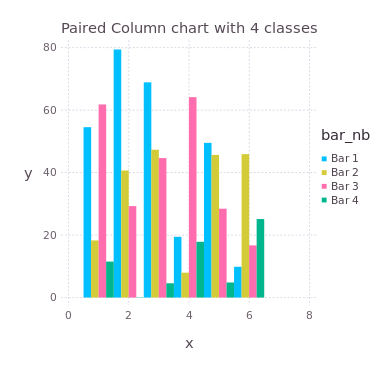 Paired Column chart with 4 classes
80
60
40
20
0
y
0 2 4 6 8
x
bar_nb
Bar 1
Bar 2
Bar 3
Bar 4